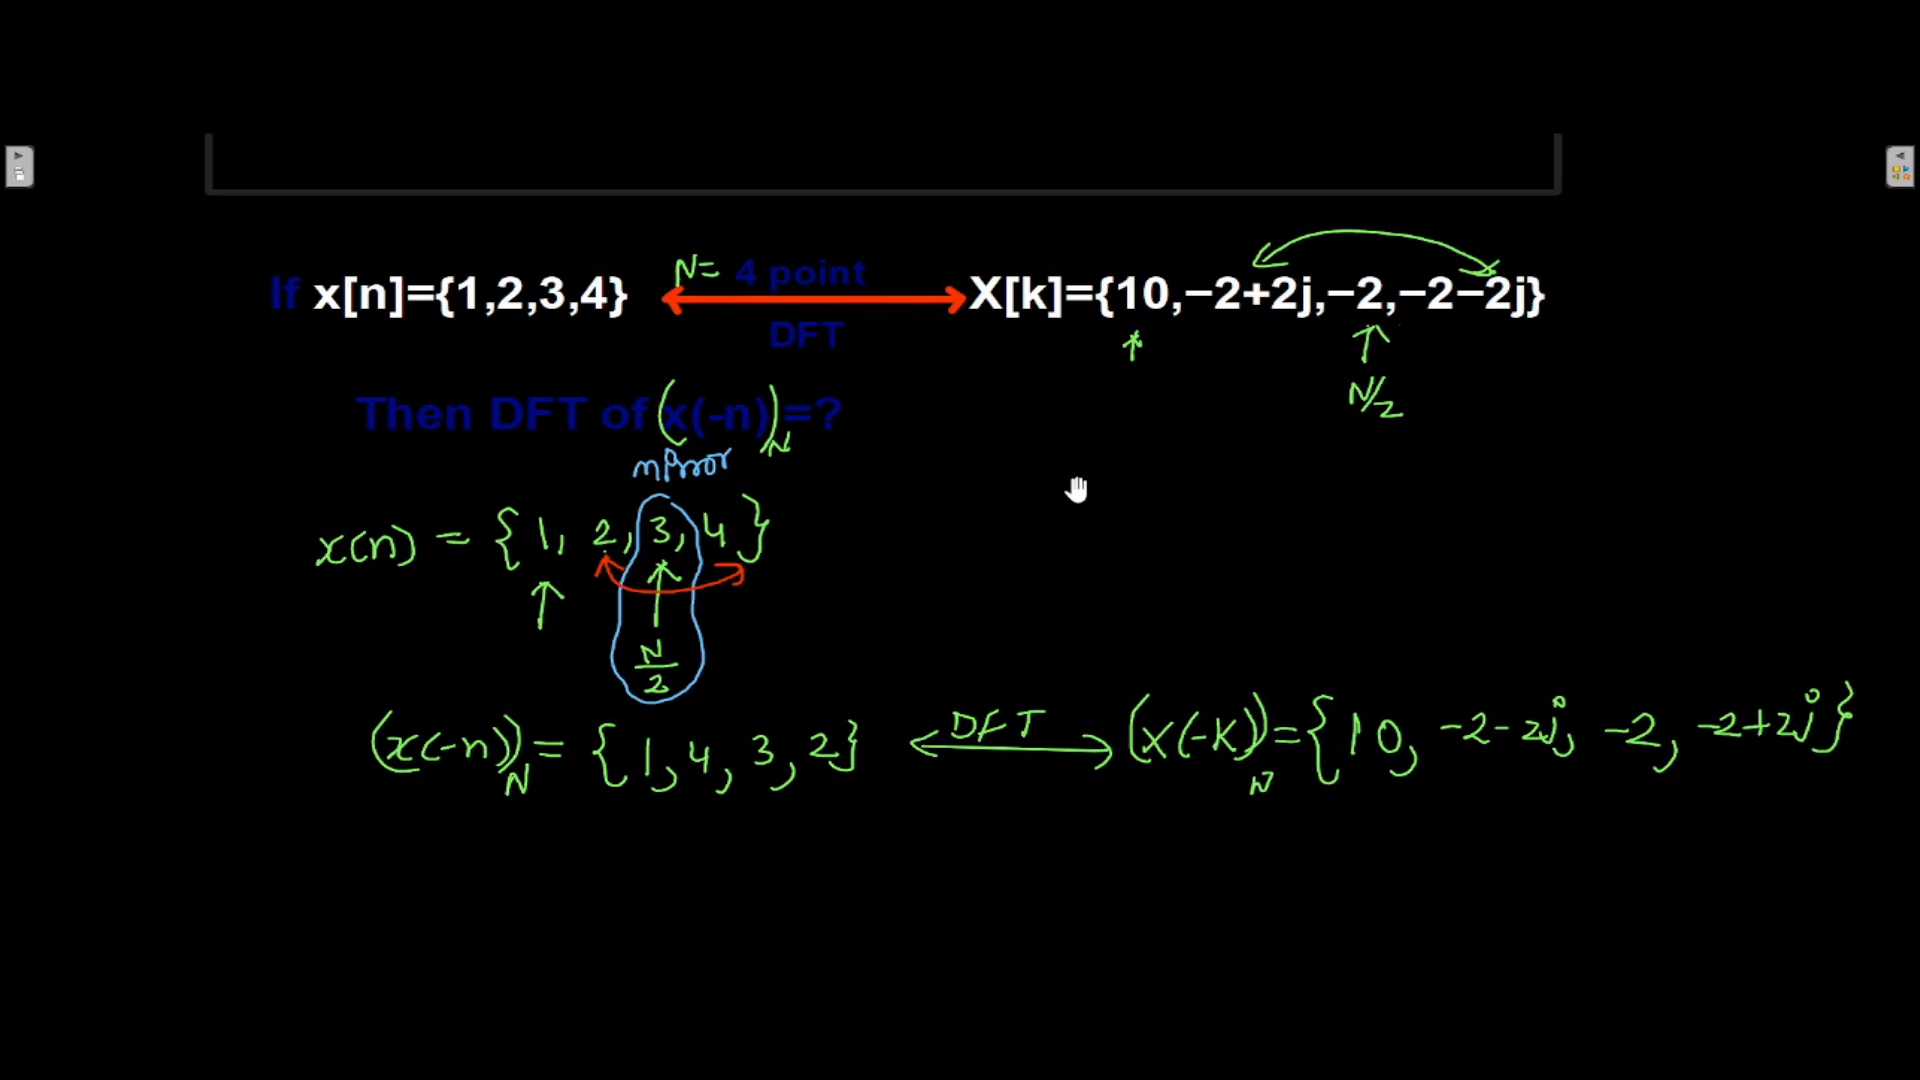 If x[n]={1,2,3,4} N= 4 point DFT X[k]={10,−2+2j,−2,−2−2j}
N/2
Then DFT of (x(-n))N=?
mirror
x(n) = {1, 2, 3, 4}
N/2
(x(-n))N = {1, 4, 3, 2} DFT (X(-K))N = {10, -2-2j, -2, -2+2j}